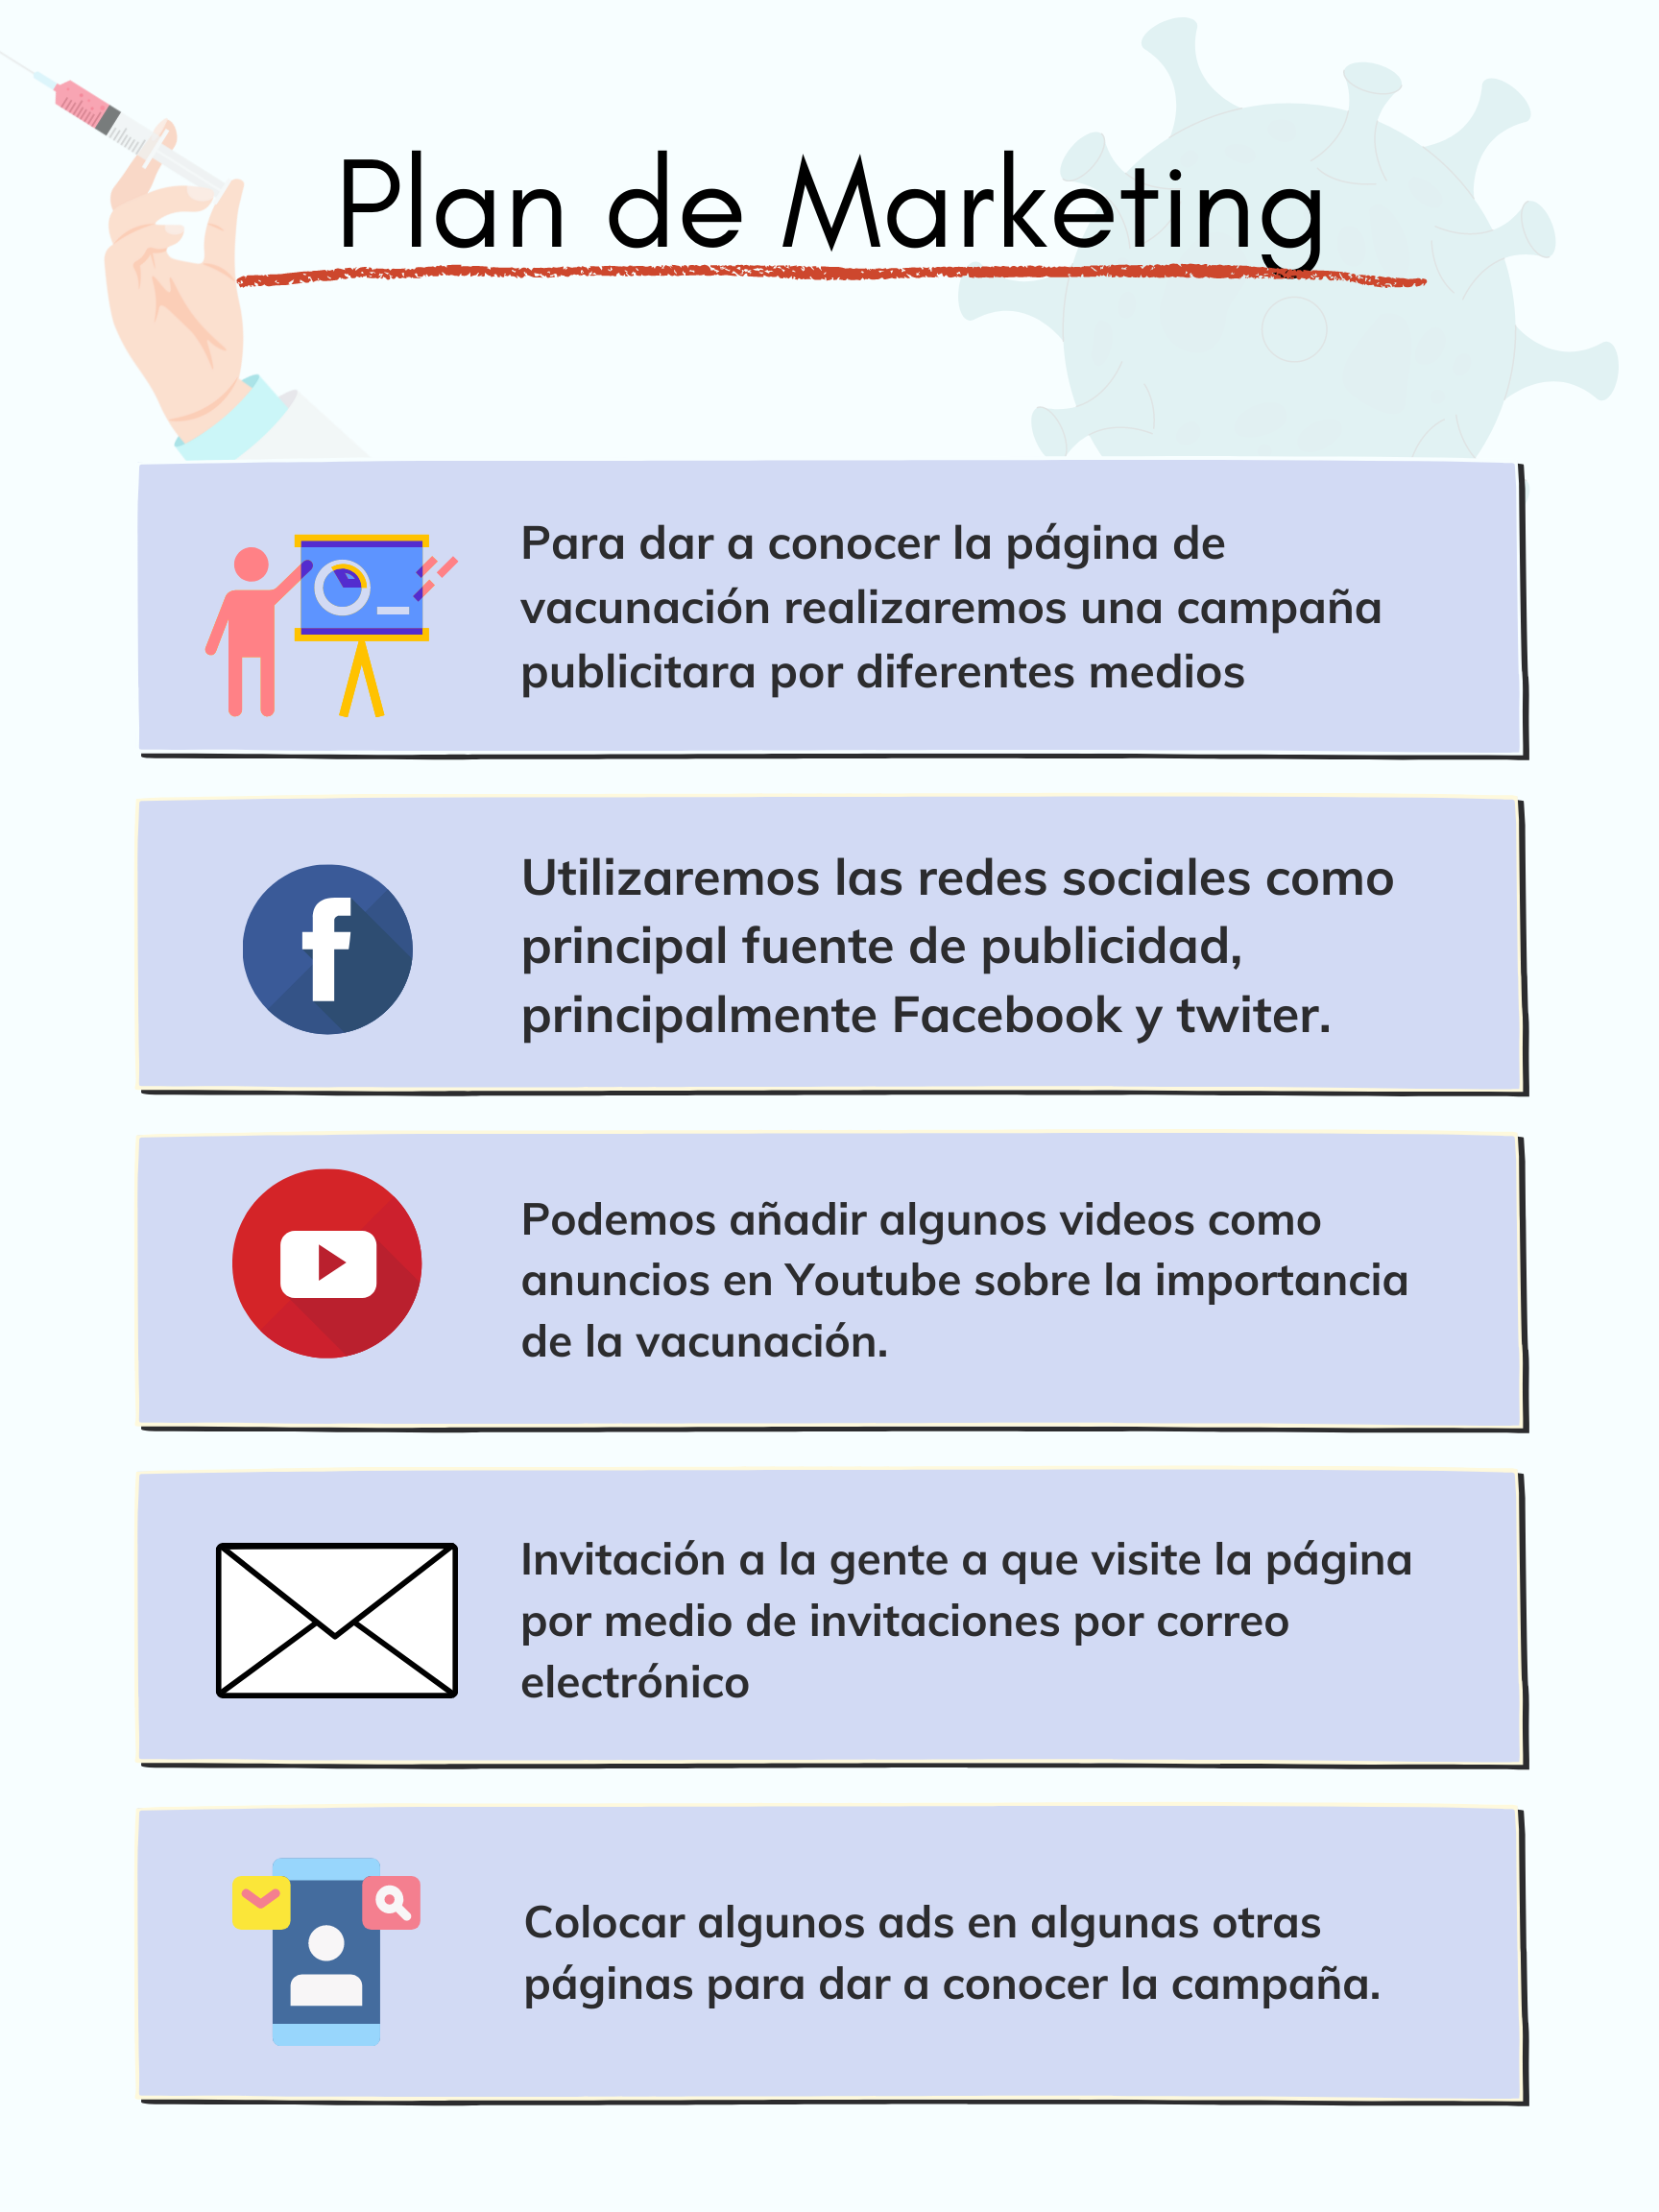 Plan de Marketing
Para dar a conocer la página de
vacunación realizaremos una campaña
publicitara por diferentes medios
Utilizaremos las redes sociales como
principal fuente de publicidad,
principalmente Facebook y twiter.
Podemos añadir algunos videos como
anuncios en Youtube sobre la importancia
de la vacunación.
Invitación a la gente a que visite la página
por medio de invitaciones por correo
electrónico
Colocar algunos ads en algunas otras
páginas para dar a conocer la campaña.